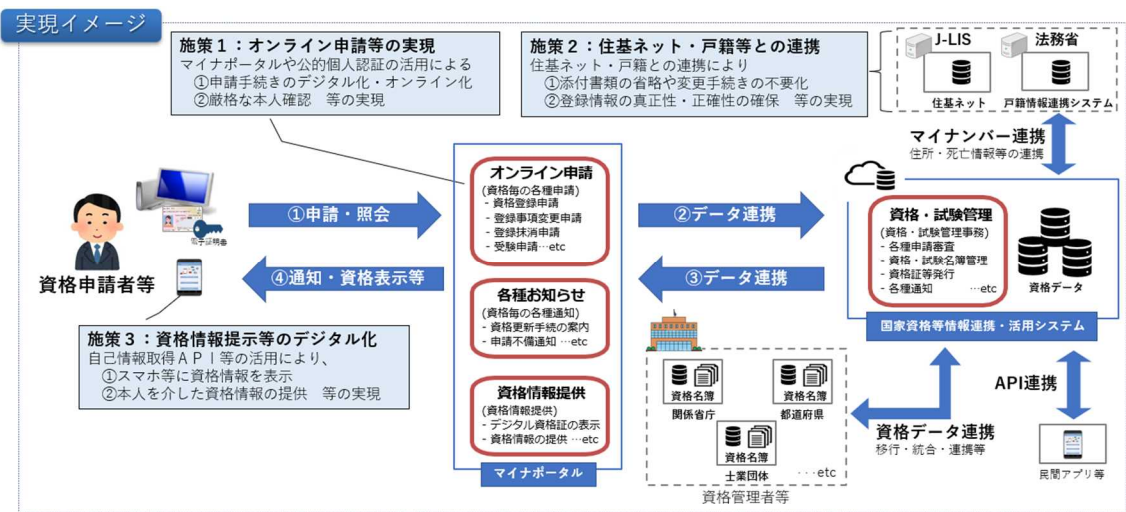 実現イメージ
施策１：オンライン申請等の実現
マイナポータルや公的個人認証の活用による
①申請手続きのデジタル化・オンライン化
②厳格な本人確認　等の実現
施策２：住基ネット・戸籍等との連携
住基ネット・戸籍との連携により
①添付書類の省略や変更手続きの不要化
②登録情報の真正性・正確性の確保　等の実現
J-LIS
住基ネット
法務省
戸籍情報連携システム
マイナンバー連携
住所・死亡情報等の連携
電子証明書
資格申請者等
①申請・照会
④通知・資格表示等
オンライン申請
(資格毎の各種申請)
- 資格登録申請
- 登録事項変更申請
- 登録抹消申請
- 受験申請…etc
各種お知らせ
(資格毎の各種通知)
- 資格更新手続の案内
- 申請不備通知 … etc
資格情報提供
(資格情報提供)
- デジタル資格証の表示
- 資格情報の提供 …etc
マイナポータル
②データ連携
③データ連携
資格・試験管理
(資格・試験管理事務)
- 各種申請審査
- 資格・試験名簿管理
- 資格証等発行
- 各種通知　…etc
資格データ
国家資格等情報連携・活用システム
施策３：資格情報提示等のデジタル化
自己情報取得ＡＰＩ等の活用により、
①スマホ等に資格情報を表示
②本人を介した資格情報の提供　等の実現
資格名簿
関係省庁
資格名簿
都道府県
資格名簿
士業団体
･･･etc
資格管理者等
資格データ連携
移行・統合・連携等
API連携
民間アプリ等